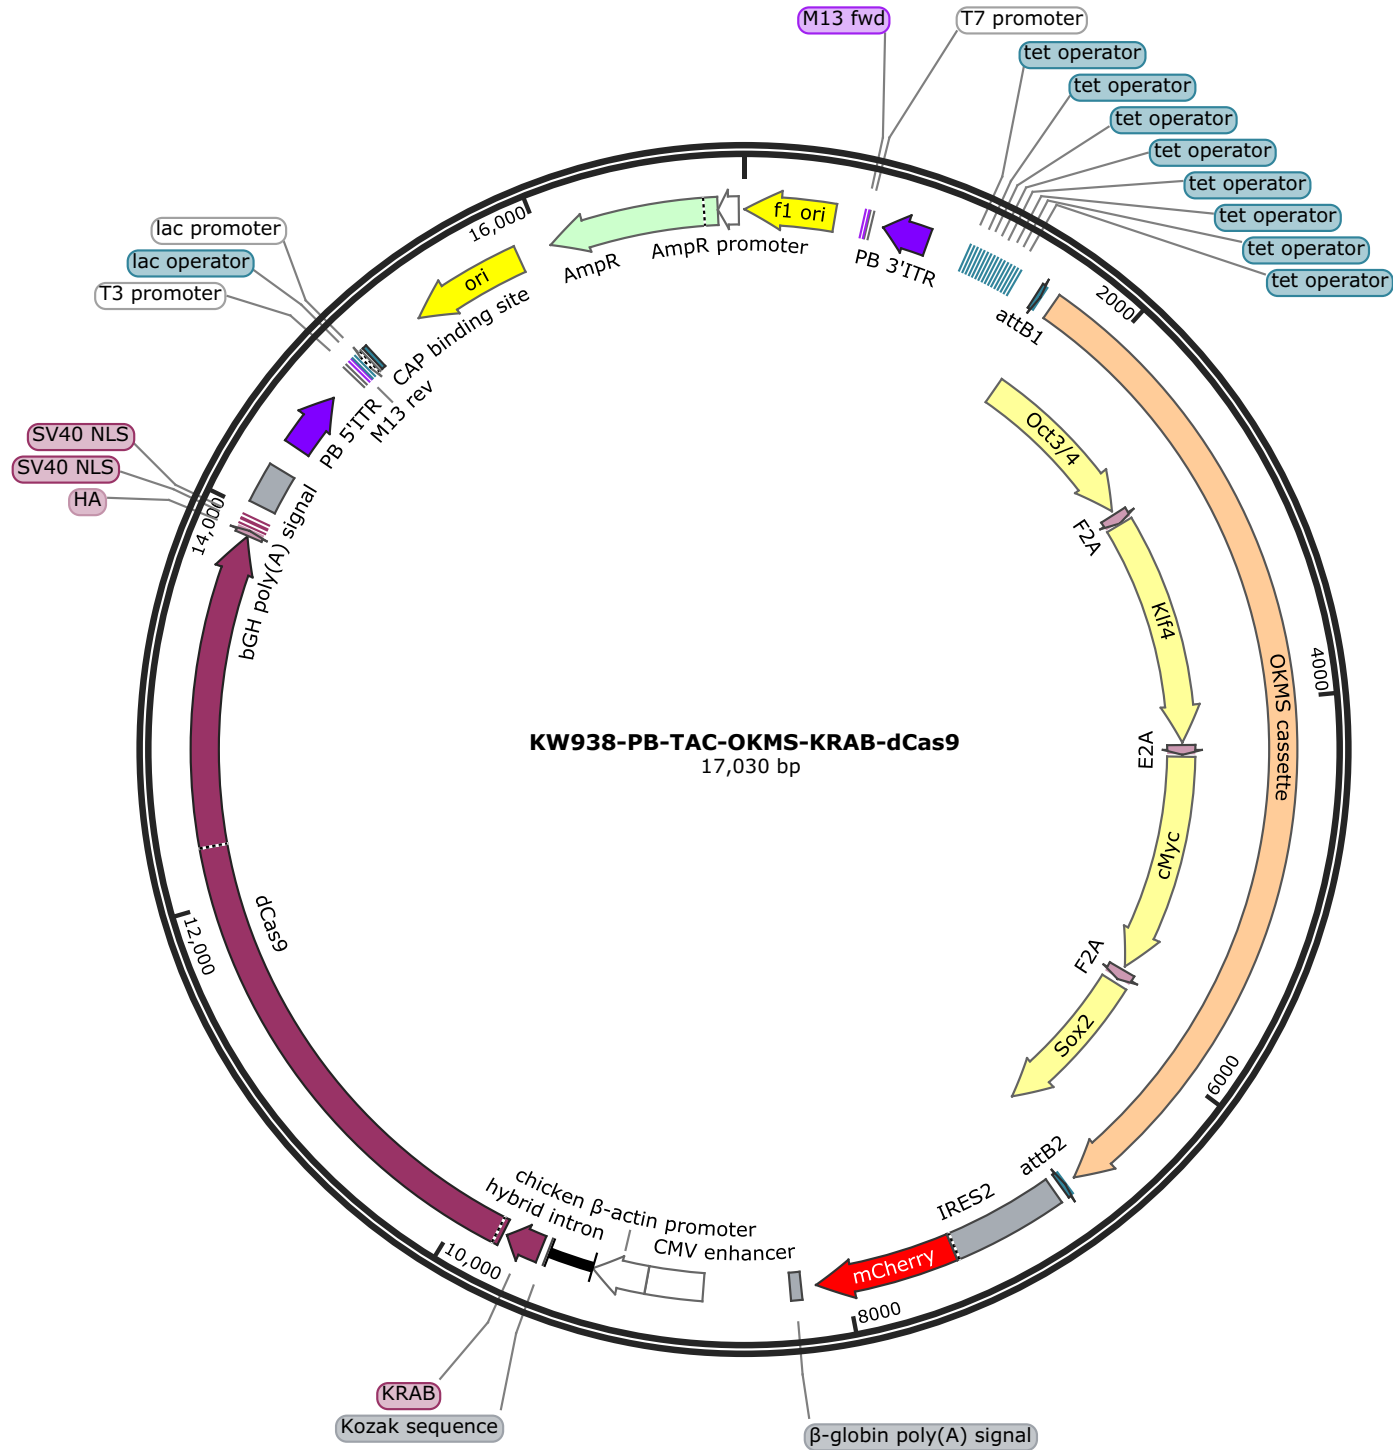 M13 fwd
T7 promoter
tet operator
tet operator
tet operator
tet operator
tet operator
tet operator
tet operator
tet operator
lac promoter
lac operator
T3 promoter
16,000
ori
AmpR
AmpR promoter
f1 ori
PB 3'ITR
attB1
2000
CAP binding site
M13 rev
PB 5'ITR
SV40 NLS
SV40 NLS
HA
14,000
bGH poly(A) signal
Oct3/4
F2A
Klf4
4000
OKMS cassette
E2A
KW938-PB-TAC-OKMS-KRAB-dCas9
17,030 bp
cMyc
dCas9
12,000
F2A
Sox2
6000
attB2
IRES2
chicken β-actin promoter
hybrid intron
CMV enhancer
mCherry
10,000
8000
KRAB
Kozak sequence
β-globin poly(A) signal